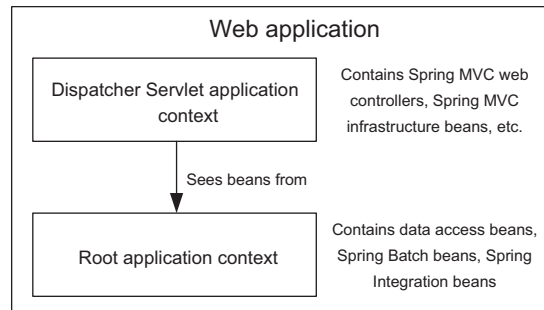 Web application
Dispatcher Servlet application
context
Contains Spring MVC web
controllers, Spring MVC
infrastructure beans, etc.
Sees beans from
Root application context
Contains data access beans,
Spring Batch beans, Spring
Integration beans